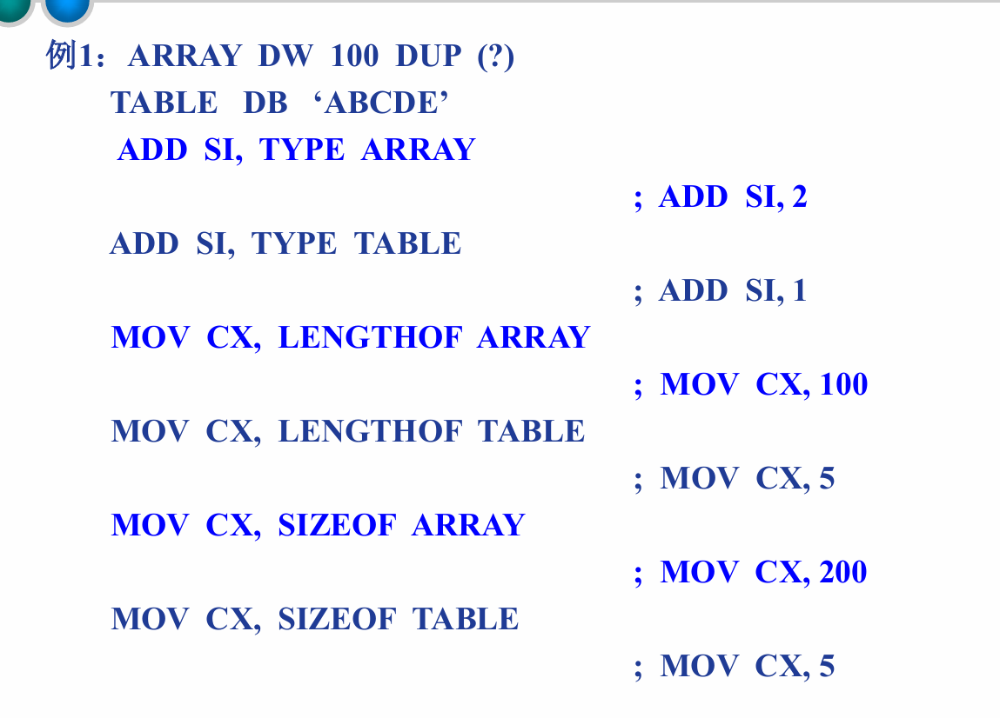 例1：ARRAY DW 100 DUP (?)
TABLE DB ‘ABCDE’
ADD SI, TYPE ARRAY
; ADD SI, 2
ADD SI, TYPE TABLE
; ADD SI, 1
MOV CX, LENGTHOF ARRAY
; MOV CX, 100
MOV CX, LENGTHOF TABLE
; MOV CX, 5
MOV CX, SIZEOF ARRAY
; MOV CX, 200
MOV CX, SIZEOF TABLE
; MOV CX, 5